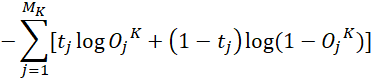 $-\sum_{j=1}^{M_K}[t_j \log O_j{}^K + (1 - t_j) \log(1 - O_j{}^K)]$